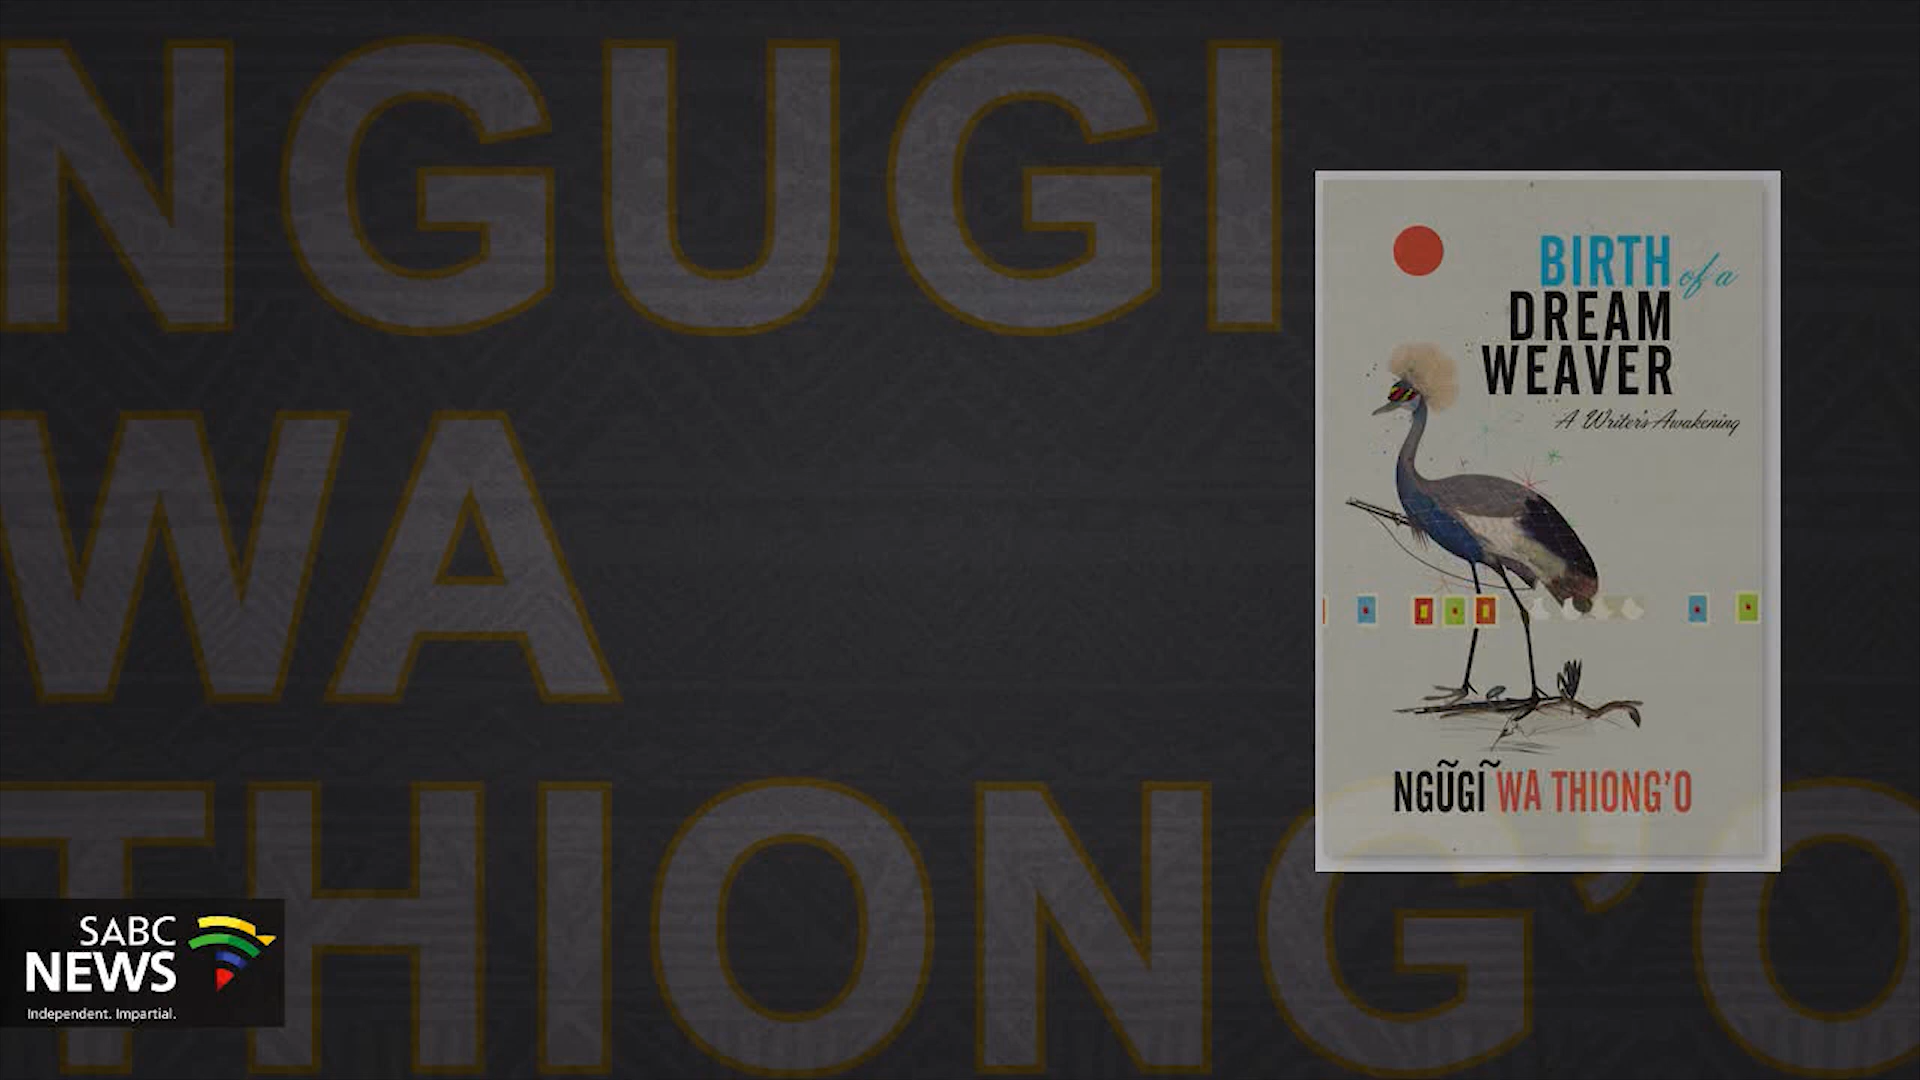 NGUGI
WA
THIONG'O
BIRTH of a
DREAM
WEAVER
A Writer's Awakening
NGŨGĨ WA THIONG'O
SABC
NEWS
Independent. Impartial.